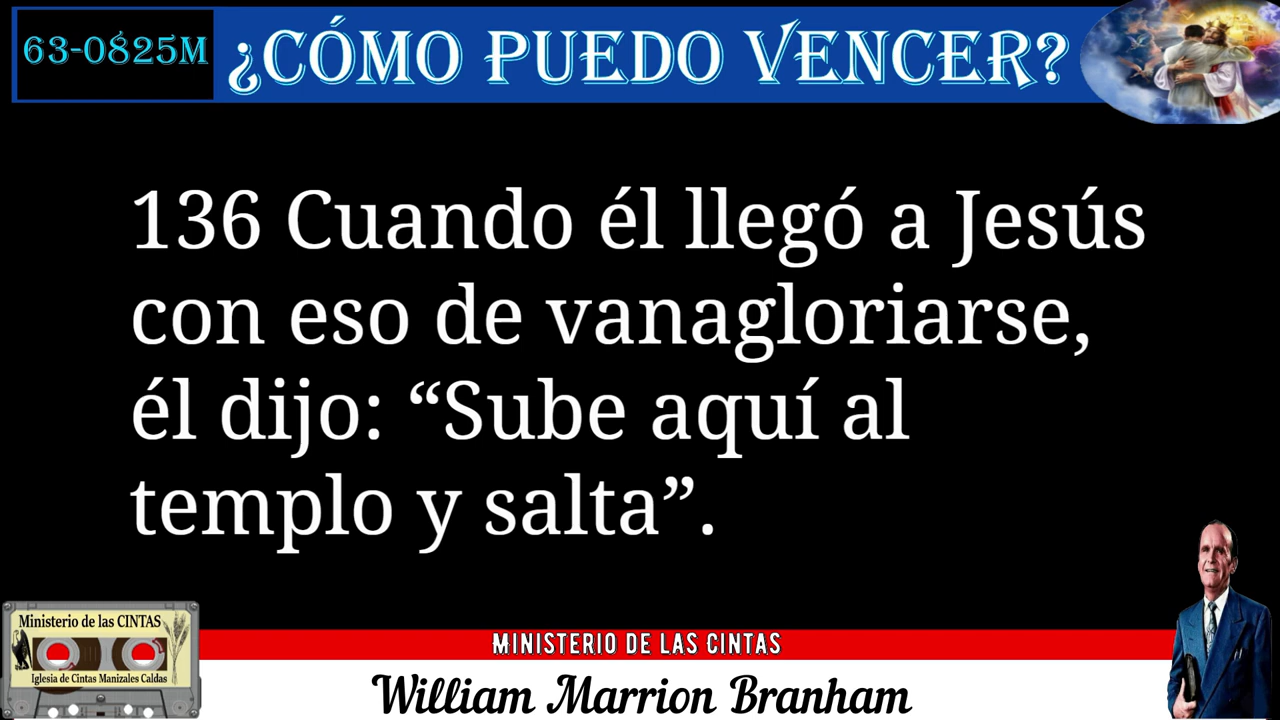 63-0825M
¿CÓMO PUEDO VENCER?
136 Cuando él llegó a Jesús
con eso de vanagloriarse,
él dijo: “Sube aquí al
templo y salta”.
Ministerio de las CINTAS
Iglesia de Cintas Manizales Caldas
MINISTERIO DE LAS CINTAS
William Marrion Branham